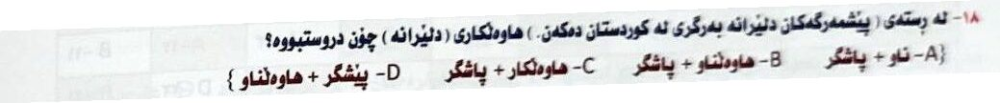 ١٨- لە ڕستەی ( پێشمەرگەکان دلێرانە بەرگری لە کوردستان دەکەن. ) هاوەڵکاری ( دلێرانە ) چۆن دروستبووە؟
{A- ناو + پاشگر B- هاوەڵناو + پاشگر C- هاوەڵکار + پاشگر D- پێشگر + هاوەڵناو }